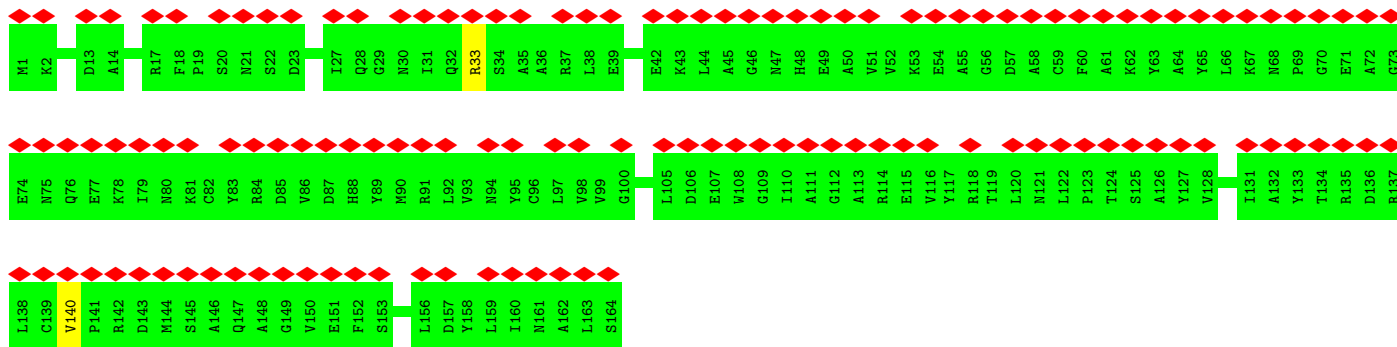 M1 K2 D13 A14 R17 F18 P19 S20 N21 S22 D23 I27 Q28 G29 N30 I31 Q32 R33 S34 A35 A36 R37 L38 E39 E42 K43 L44 A45 G46 N47 H48 E49 A50 V51 V52 K53 E54 A55 G56 D57 A58 C59 F60 A61 K62 Y63 A64 Y65 L66 K67 N68 P69 G70 E71 A72 G73
E74 N75 Q76 E77 K78 I79 N80 K81 C82 Y83 R84 D85 V86 D87 H88 Y89 M90 R91 L92 V93 N94 Y95 C96 L97 V98 V99 G100 L105 D106 E107 W108 G109 I110 A111 G112 A113 R114 E115 V116 Y117 R118 T119 L120 N121 L122 P123 T124 S125 A126 Y127 V128 I131 A132 Y133 T134 R135 D136 R137
L138 C139 V140 P141 R142 D143 M144 S145 A146 Q147 A148 G149 V150 E151 F152 S153 L156 D157 Y158 L159 I160 N161 A162 L163 S164